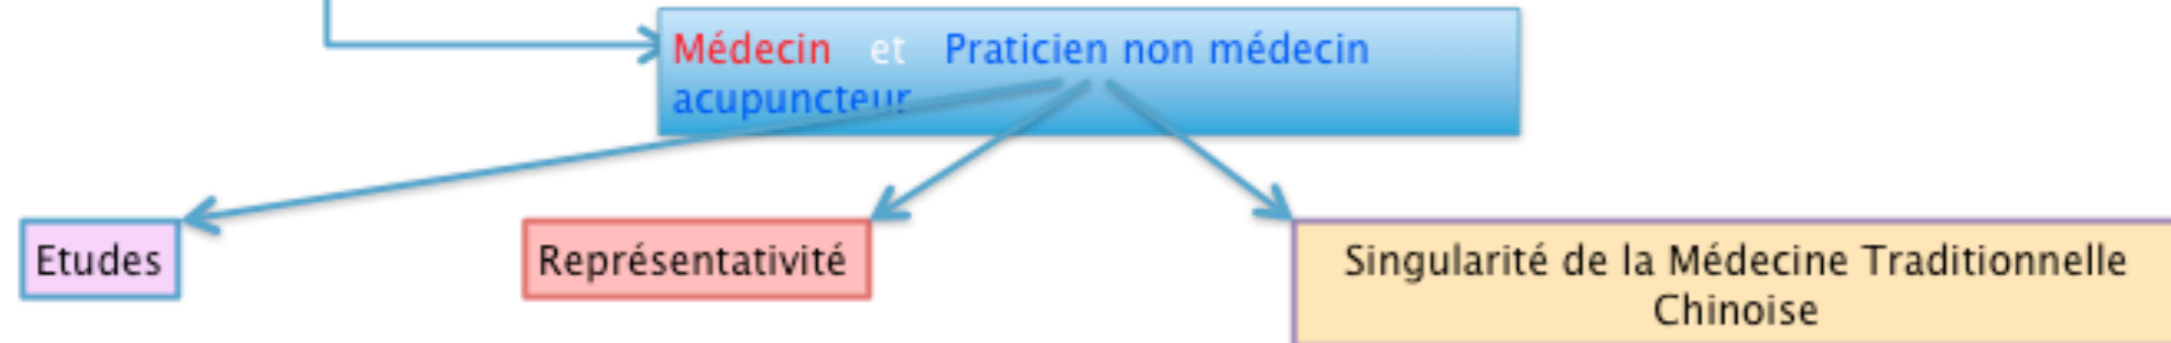 Médecin et Praticien non médecin
acupuncteur
Etudes
Représentativité
Singularité de la Médecine Traditionnelle
Chinoise